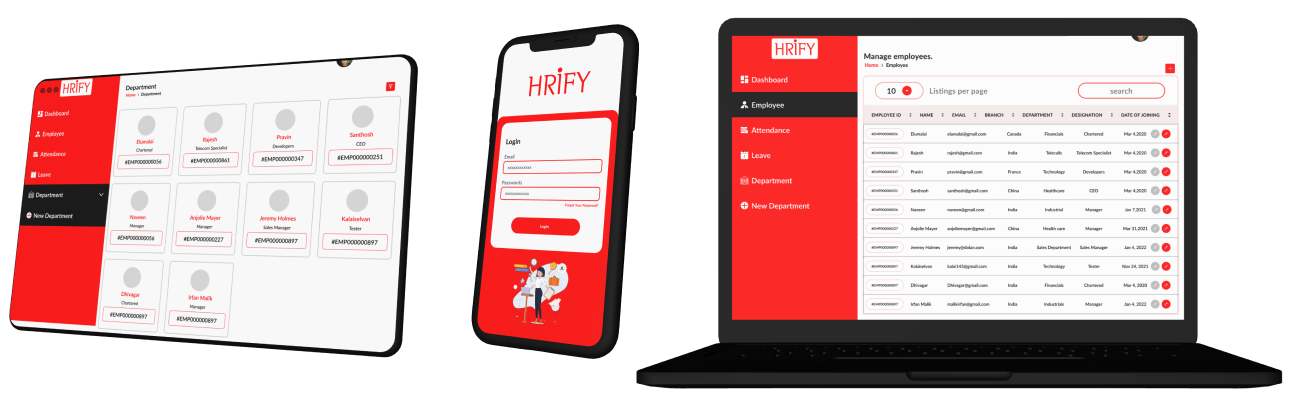 HRIFY
Dashboard
Employee
Attendance
Leave
Department
New Department
Department
Home > Department
Elumalai
Chartered
#EMP000000056
Rajesh
Telecom Specialist
#EMP000000861
Pravin
Developers
#EMP000000347
Santhosh
CEO
#EMP000000251
Naveen
Manager
#EMP000000056
Anjolie Mayer
Manager
#EMP000000227
Jeremy Holmes
Sales Manager
#EMP000000897
Kalaiselvan
Tester
#EMP000000897
Dhivagar
Chartered
#EMP000000897
Irfan Malik
Manager
#EMP000000897
HRIFY
Login
Email
xxxxxxxxxxxx
Passwords
xxxxxxxxxxxx
Forgot Your Password?
Login
HRIFY
Dashboard
Employee
Attendance
Leave
Department
New Department
Manage employees.
Home > Employee
10 Listings per page search
EMPLOYEE ID NAME EMAIL BRANCH DEPARTMENT DESIGNATION DATE OF JOINING
#EMP000000056 Elumalai elumalai@gmail.com Canada Financials Chartered Mar 4,2020
#EMP000000861 Rajesh rajesh@gmail.com India Telecalls Telecom Specialist Mar 4,2020
#EMP000000347 Pravin pravin@gmail.com France Technology Developers Mar 4,2020
#EMP000000251 Santhosh santhosh@gmail.com China Healthcare CEO Mar 4,2020
#EMP000000056 Naveen naveen@gmail.com India Industrial Manager Jan 7,2021
#EMP000000227 Anjolie Mayer anjoliemayer@gmail.com China Health care Manager Mar 31,2021
#EMP000000897 Jeremy Holmes jeremy@didan.com India Sales Department Sales Manager Jan 4, 2022
#EMP000000897 Kalaiselvan kalai145@gmail.com India Technology Tester Nov 24, 2021
#EMP000000897 Dhivagar Dhivagar@gmail.com India Financials Chartered Mar 4, 2020
#EMP000000897 Irfan Malik malikirfan@gmail.com India Industrials Manager Jan 4, 2022